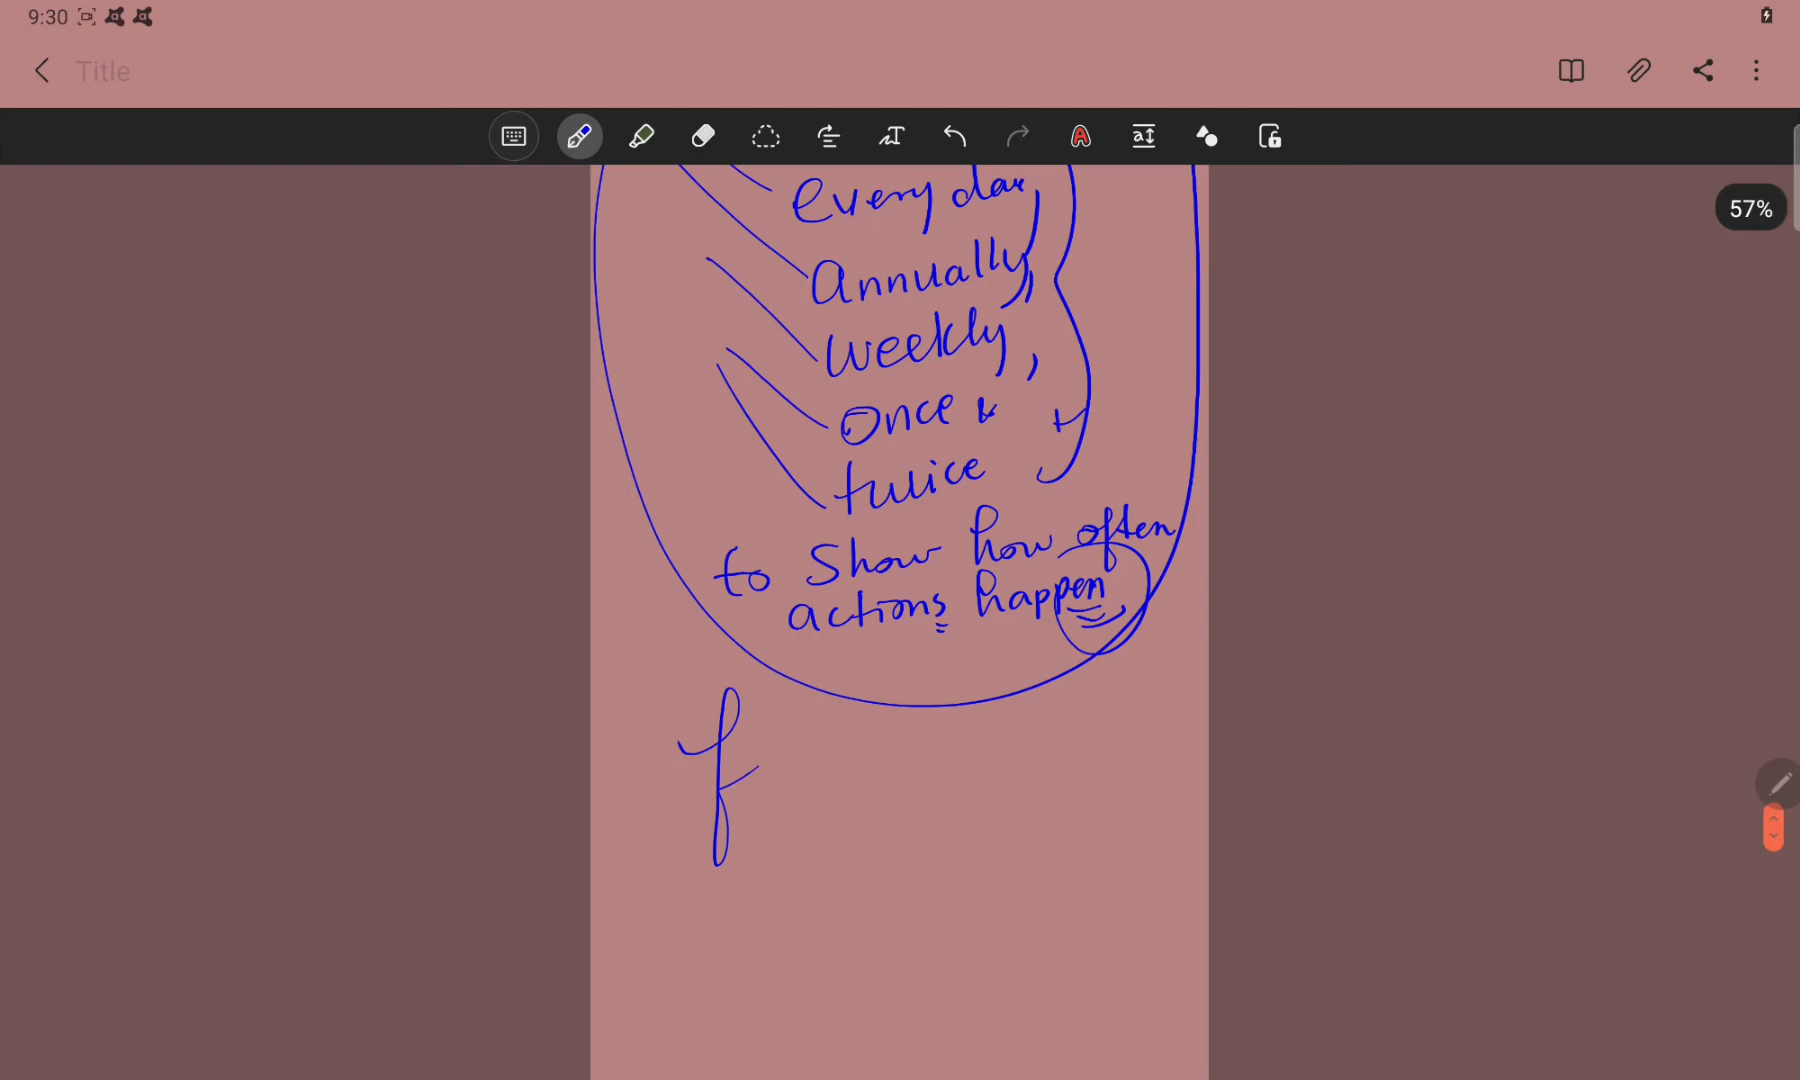 9:30
Title
57%
Every day,
Annually,
Weekly,
Once &
twice
to show how often
actions happen
f